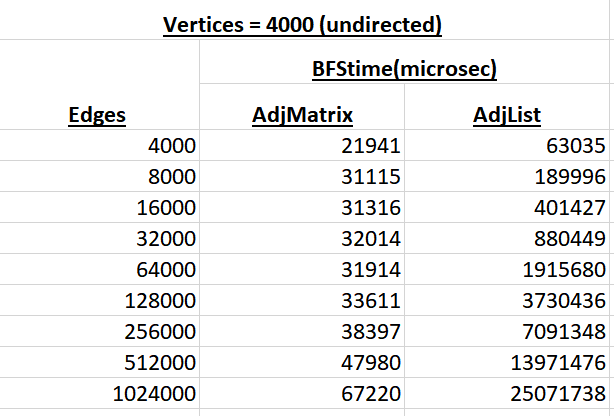 Vertices = 4000 (undirected)
BFStime(microsec)
Edges AdjMatrix AdjList
4000 21941 63035
8000 31115 189996
16000 31316 401427
32000 32014 880449
64000 31914 1915680
128000 33611 3730436
256000 38397 7091348
512000 47980 13971476
1024000 67220 25071738